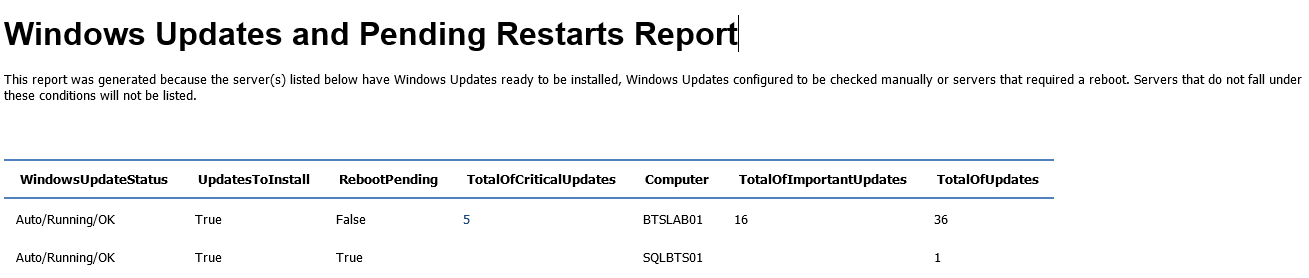 Windows Updates and Pending Restarts Report
This report was generated because the server(s) listed below have Windows Updates ready to be installed, Windows Updates configured to be checked manually or servers that required a reboot. Servers that do not fall under
these conditions will not be listed.
WindowsUpdateStatus UpdatesToInstall RebootPending TotalOfCriticalUpdates Computer TotalOfImportantUpdates TotalOfUpdates
Auto/Running/OK True False 5 BTSLAB01 16 36
Auto/Running/OK True True SQLBTS01 1